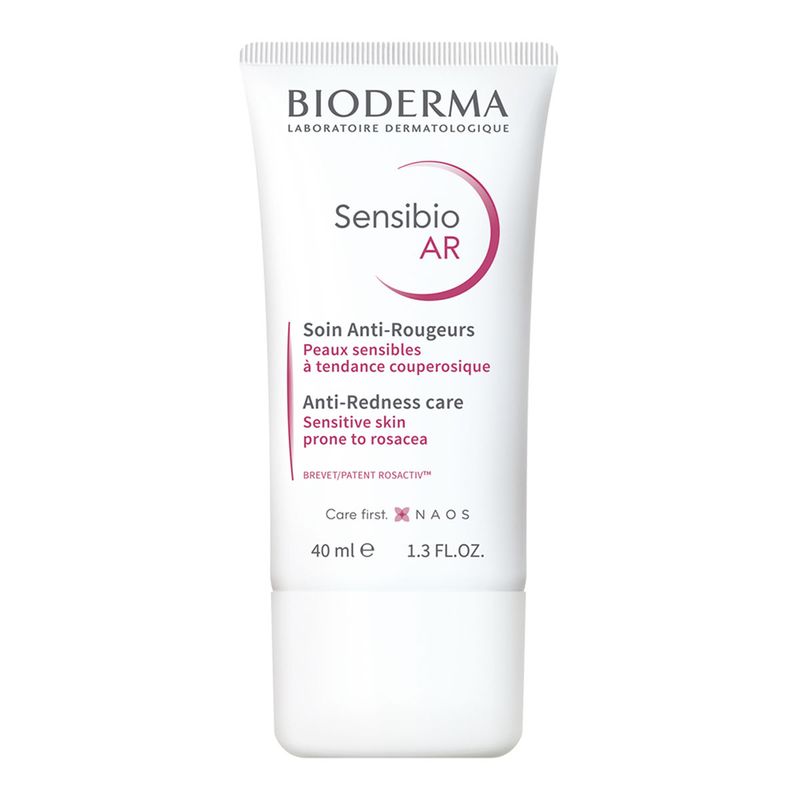 BIODERMA
LABORATOIRE DERMATOLOGIQUE
Sensibio
AR
Soin Anti-Rougeurs
Peaux sensibles
à tendance couperosique
Anti-Redness care
Sensitive skin
prone to rosacea
BREVET/PATENT ROSACTIV™
Care first. NAOS
40 ml ℮ 1.3 FL.OZ.